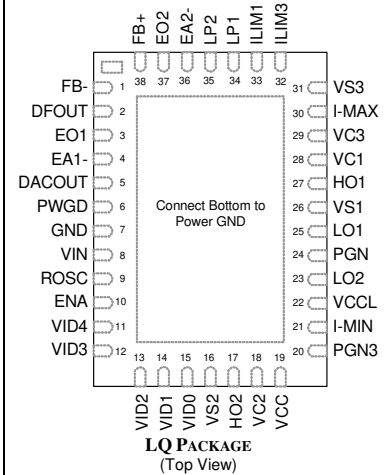 FB+ EO2 EA2- LP2 LP1 ILIM1 ILIM3
38 37 36 35 34 33 32
FB- 1
DFOUT 2
EO1 3
EA1- 4
DACOUT 5
PWGD 6
GND 7
VIN 8
ROSC 9
ENA 10
VID4 11
VID3 12
Connect Bottom to
Power GND
31 VS3
30 I-MAX
29 VC3
28 VC1
27 HO1
26 VS1
25 LO1
24 PGN
23 LO2
22 VCCL
21 I-MIN
20 PGN3
13 14 15 16 17 18 19
VID2 VID1 VID0 VS2 HO2 VC2 VCC
LQ PACKAGE
(Top View)